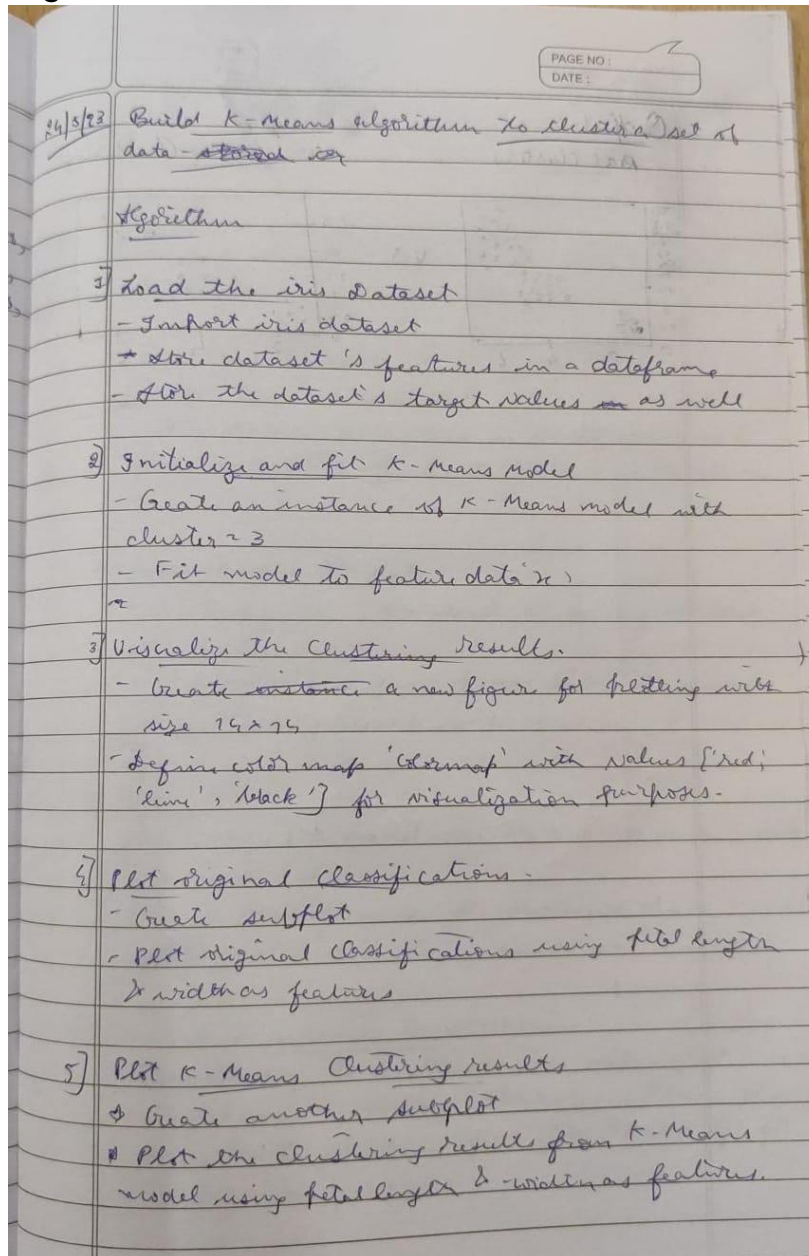 PAGE NO :
DATE :
24/5/23 Build K-Means algorithm to cluster a set of
data - stored in
Algorithm
1] Load the iris Dataset
- Import iris dataset
- Store dataset's features in a dataframe
- Store the dataset's target values as well
2] Initialize and fit K-Means Model
- Create an instance of K-Means model with
cluster = 3
- Fit model to feature data x
3] Visualize the Clustering results.
- Create instance a new figure for plotting with
size 14x14
- Define color map 'colormap' with values ['red',
'lime', 'black'] for visualization purposes.
4] Plot original classifications.
- Create subplot
- Plot original classifications using petal length
& width as features
5] Plot K-Means Clustering results
Create another subplot
Plot the clustering results from K-Means
model using petal length & width as features.